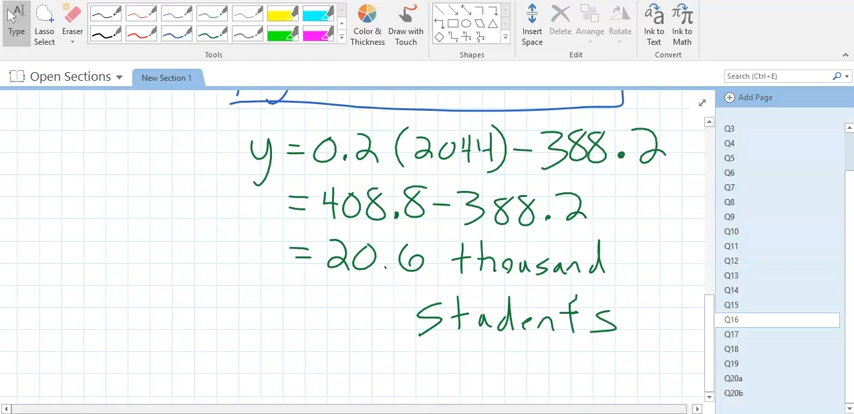 Type
Lasso Select
Eraser
Color & Thickness
Draw with Touch
Insert Space
Delete
Arrange
Rotate
Ink to Text
Ink to Math
Tools
Shapes
Edit
Convert
Open Sections
New Section 1
Search (Ctrl+E)
Add Page
y = 0.2 (2044) - 388.2
= 408.8 - 388.2
= 20.6 thousand
students
Q3
Q4
Q5
Q6
Q7
Q8
Q9
Q10
Q11
Q12
Q13
Q14
Q15
Q16
Q17
Q18
Q19
Q20a
Q20b